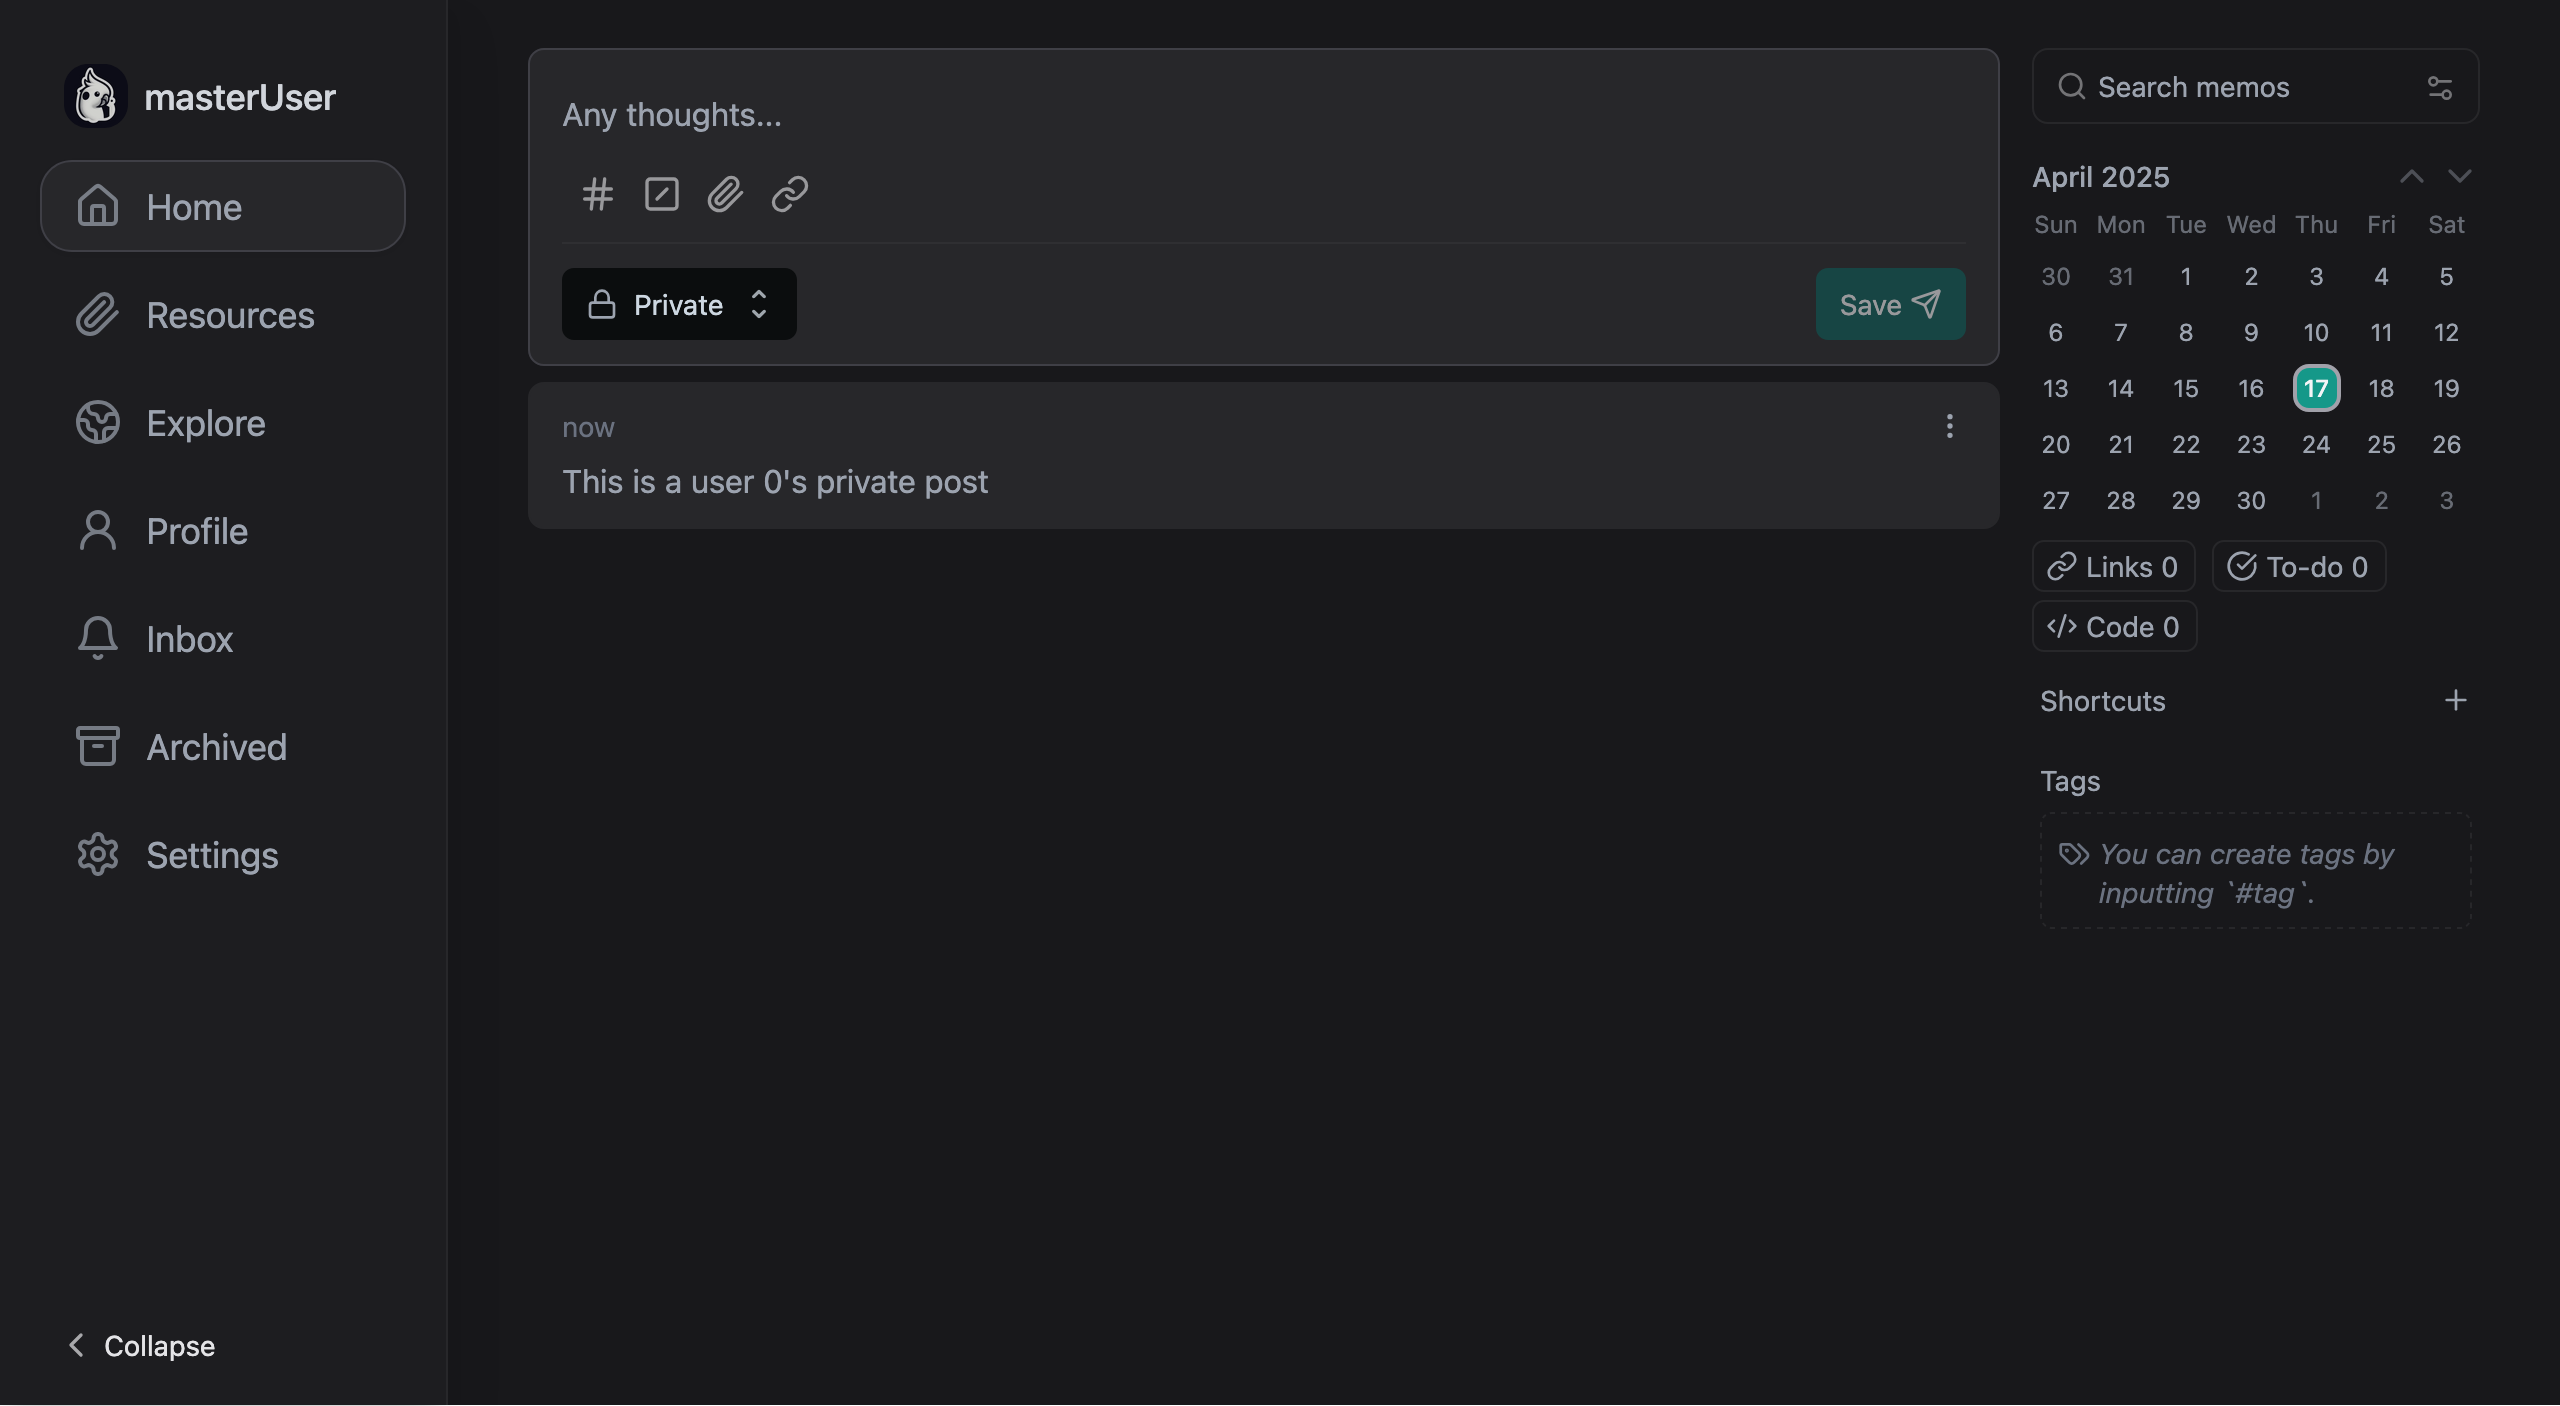 masterUser
Home
Resources
Explore
Profile
Inbox
Archived
Settings
Collapse
Any thoughts...
Private
Save
now
This is a user 0's private post
Search memos
April 2025
Sun Mon Tue Wed Thu Fri Sat
30 31 1 2 3 4 5
6 7 8 9 10 11 12
13 14 15 16 17 18 19
20 21 22 23 24 25 26
27 28 29 30 1 2 3
Links 0 To-do 0
Code 0
Shortcuts
Tags
You can create tags by
inputting `#tag`.